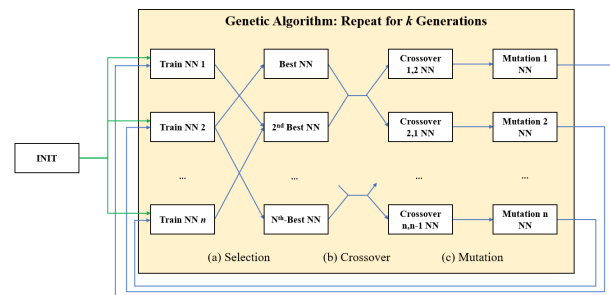 Genetic Algorithm: Repeat for k Generations
Train NN 1
Best NN
Crossover
1,2 NN
Mutation 1
NN
Train NN 2
2nd Best NN
Crossover
2,1 NN
Mutation 2
NN
INIT
...
...
...
...
Train NN n
Nth-Best NN
Crossover
n,n-1 NN
Mutation n
NN
(a) Selection
(b) Crossover
(c) Mutation